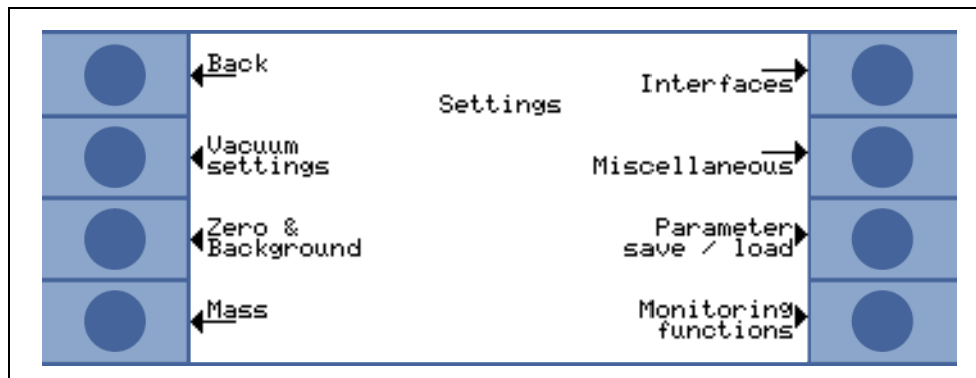 Back
Interfaces
Settings
Vacuum
settings
Miscellaneous
Zero &
Background
Parameter
save / load
Mass
Monitoring
functions